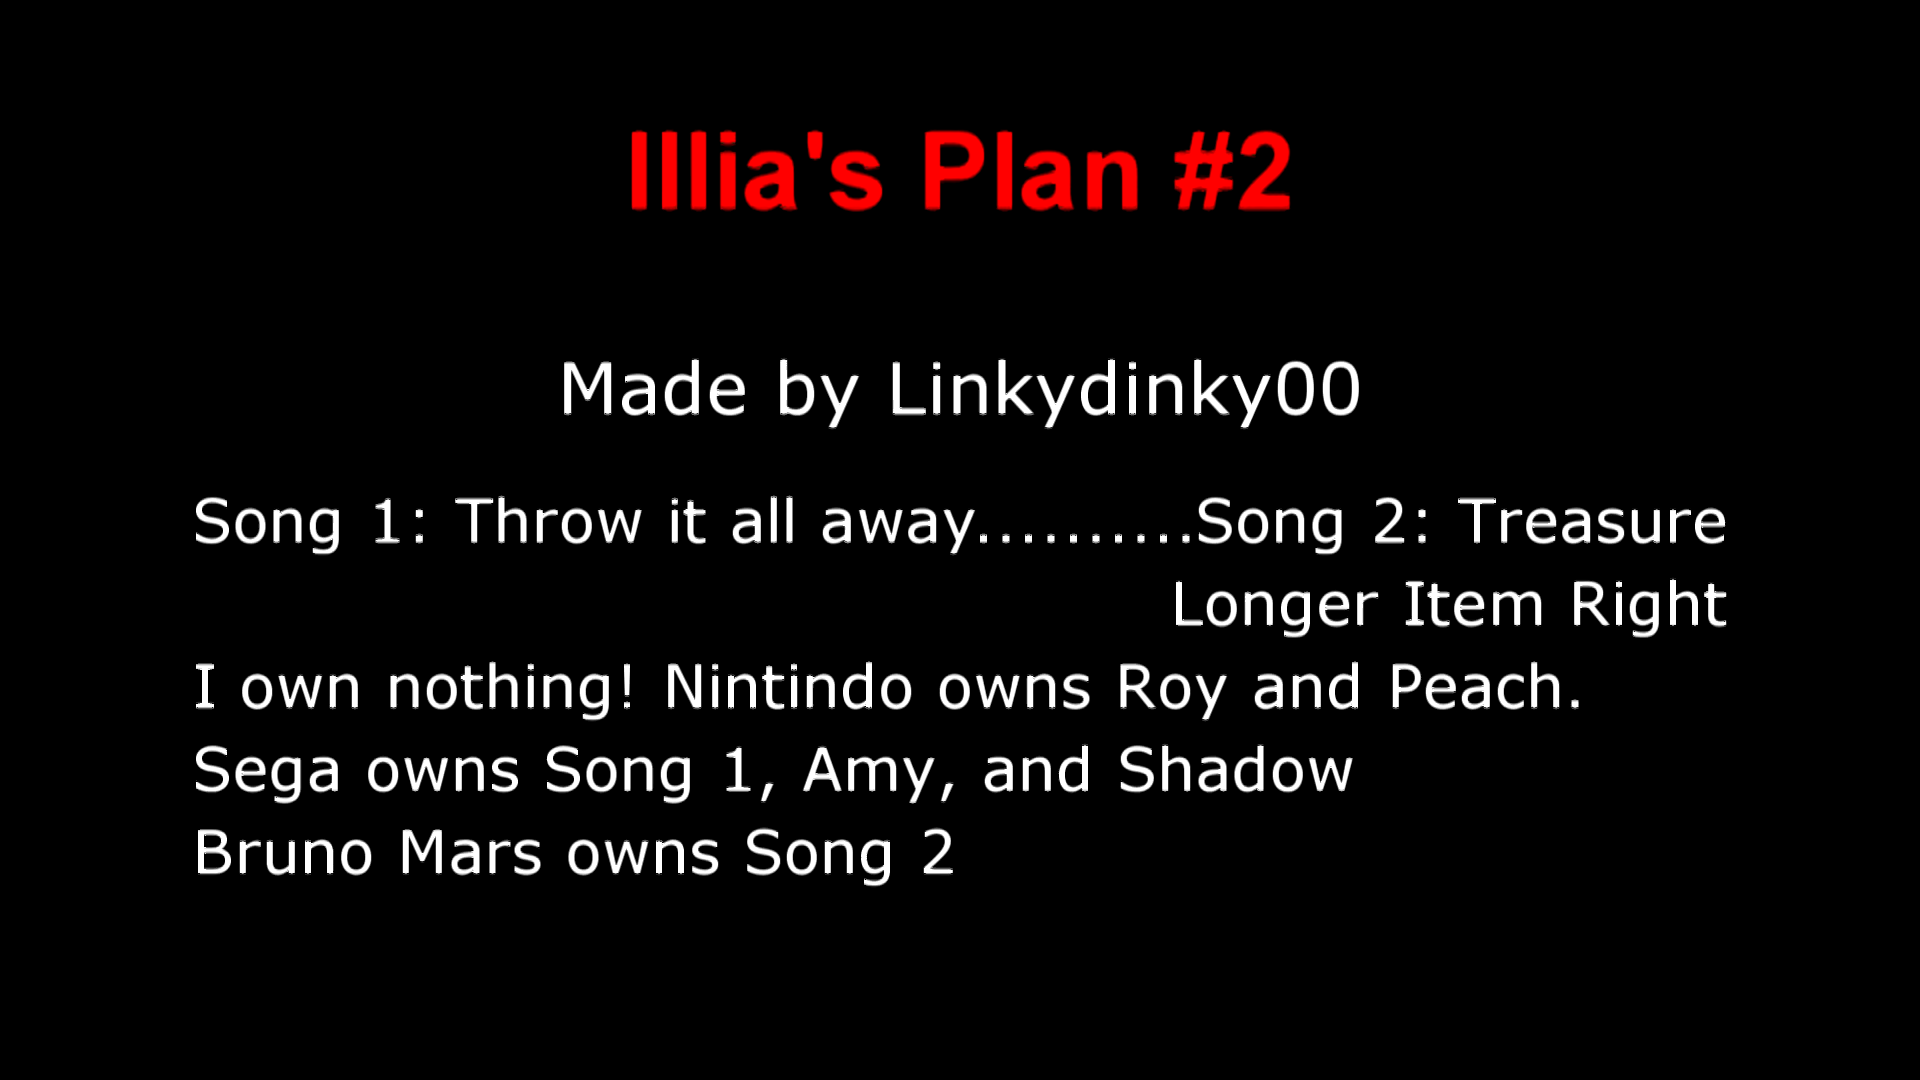 Illia's Plan #2
Made by Linkydinky00
Song 1: Throw it all away..........Song 2: Treasure
Longer Item Right
I own nothing! Nintindo owns Roy and Peach.
Sega owns Song 1, Amy, and Shadow
Bruno Mars owns Song 2